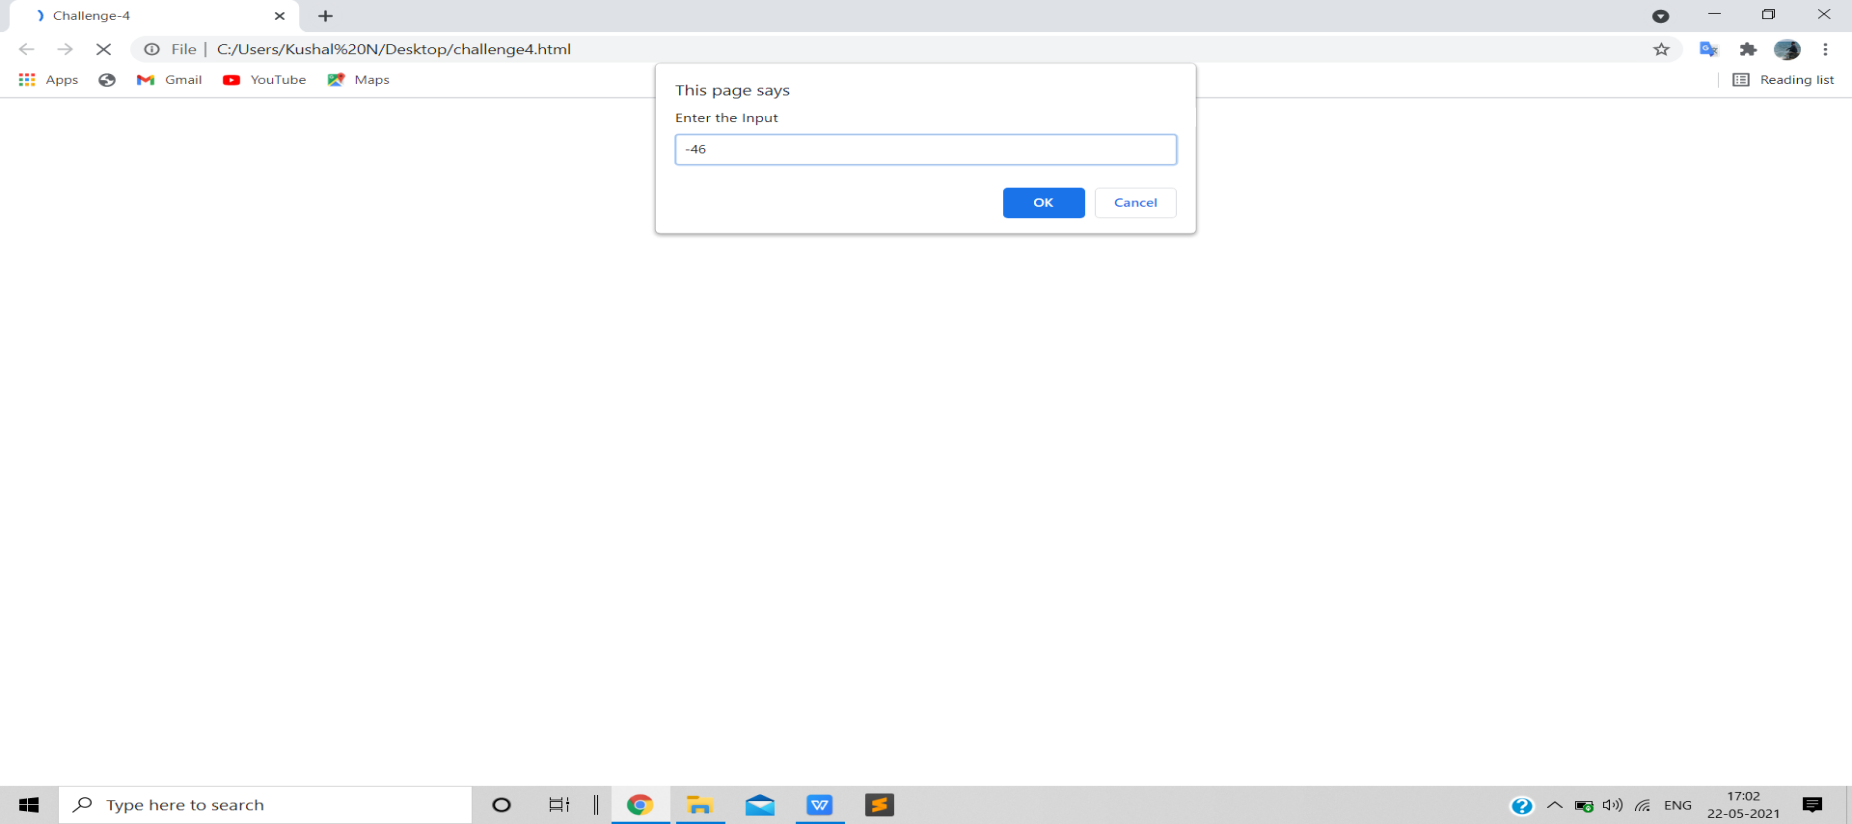 Challenge-4
File | C:/Users/Kushal%20N/Desktop/challenge4.html
Apps Gmail YouTube Maps Reading list
This page says
Enter the Input
-46
OK Cancel
Type here to search
ENG
17:02
22-05-2021